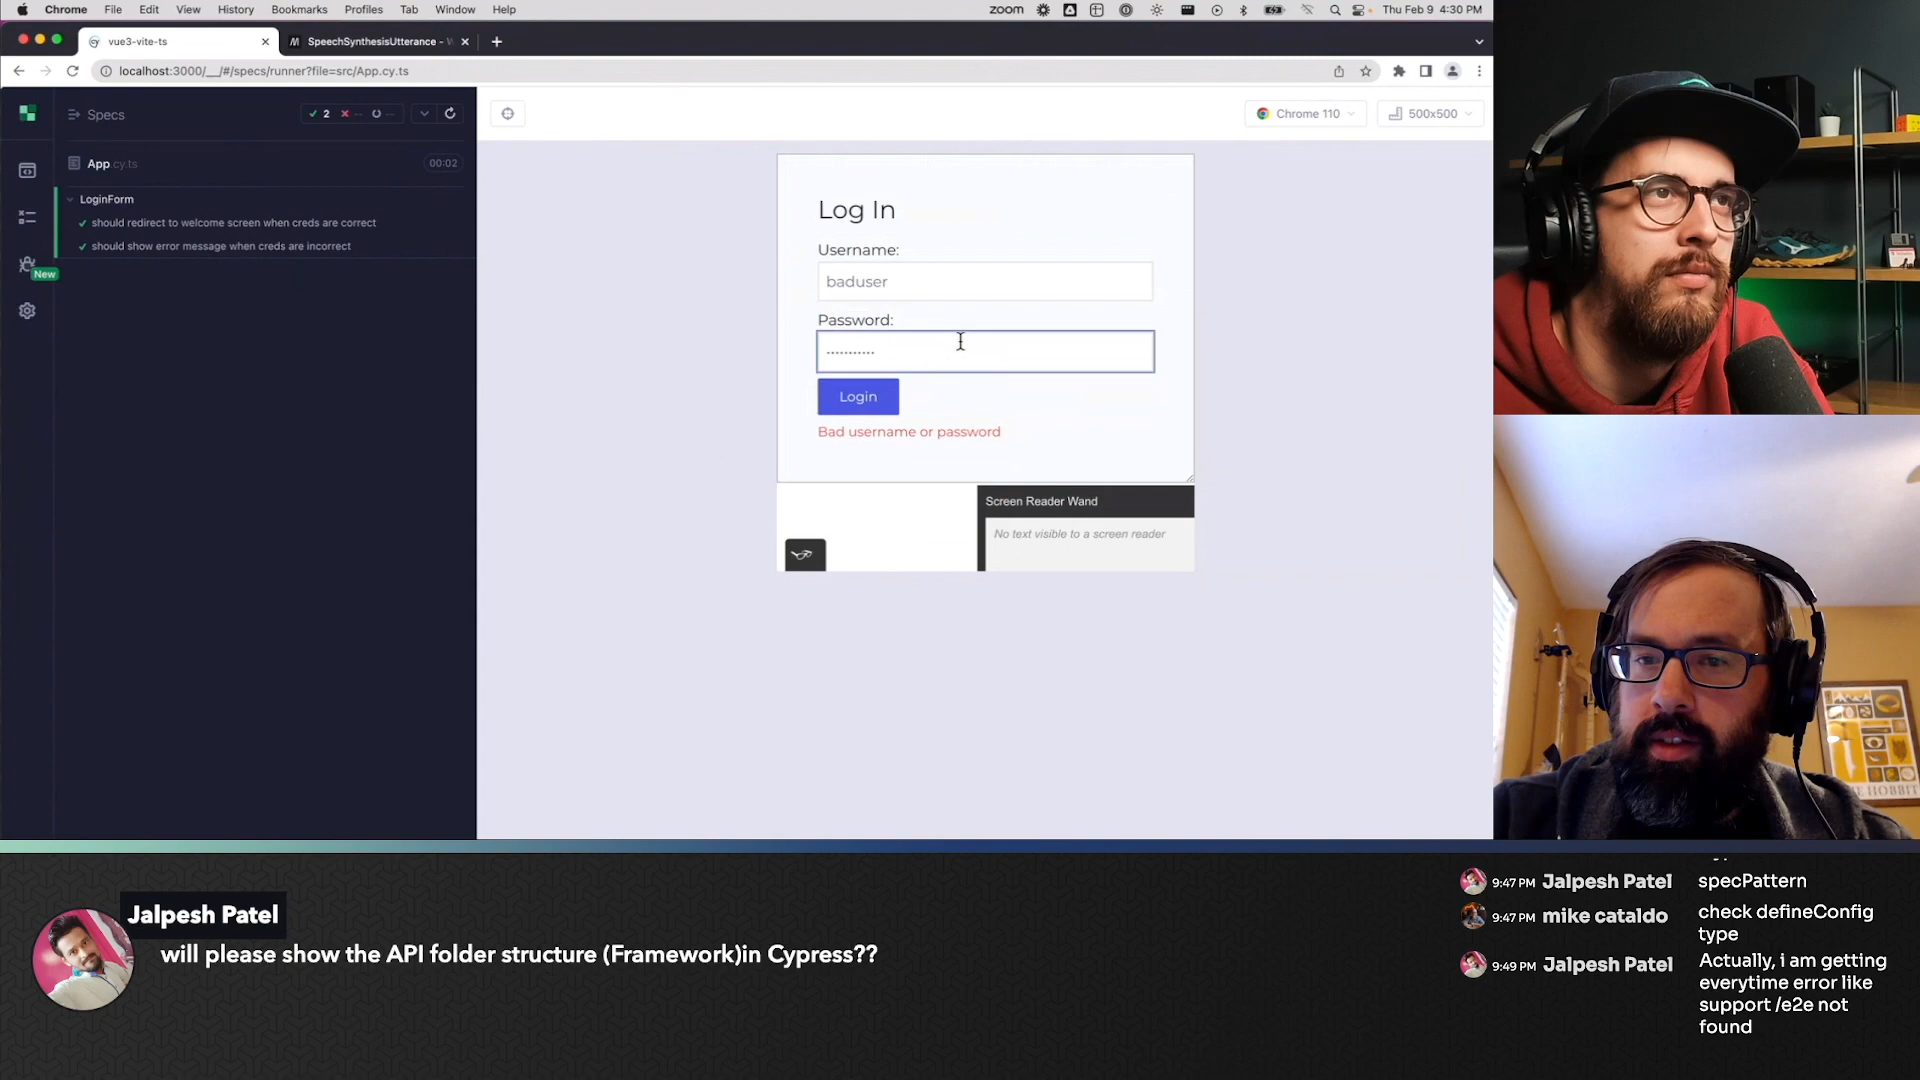 Chrome File Edit View History Bookmarks Profiles Tab Window Help
zoom
Thu Feb 9 4:30 PM
vue3-vite-ts
SpeechSynthesisUtterance -
localhost:3000/__/#/specs/runner?file=src/App.cy.ts
Specs
2 -- --
App cy.ts
00:02
LoginForm
should redirect to welcome screen when creds are correct
should show error message when creds are incorrect
New
Chrome 110
500x500
Log In
Username:
baduser
Password:
Login
Bad username or password
Screen Reader Wand
No text visible to a screen reader
HE HOBBIT
Jalpesh Patel
will please show the API folder structure (Framework)in Cypress??
9:47 PM Jalpesh Patel specPattern
9:47 PM mike cataldo check defineConfig
type
9:49 PM Jalpesh Patel Actually, i am getting
everytime error like
support /e2e not
found